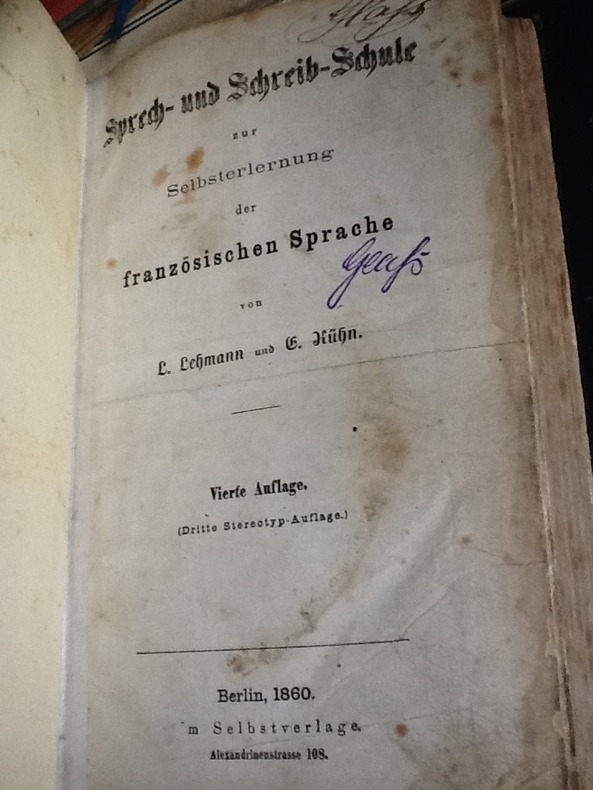 Sprech- und Schreib-Schule
zur
Selbsterlernung
der
französischen Sprache
von
L. Lehmann und E. Kühn.
Vierte Auflage.
(Dritte Stereotyp-Auflage.)
Berlin, 1860.
m Selbstverlage.
Alexandrinenstrasse 108.